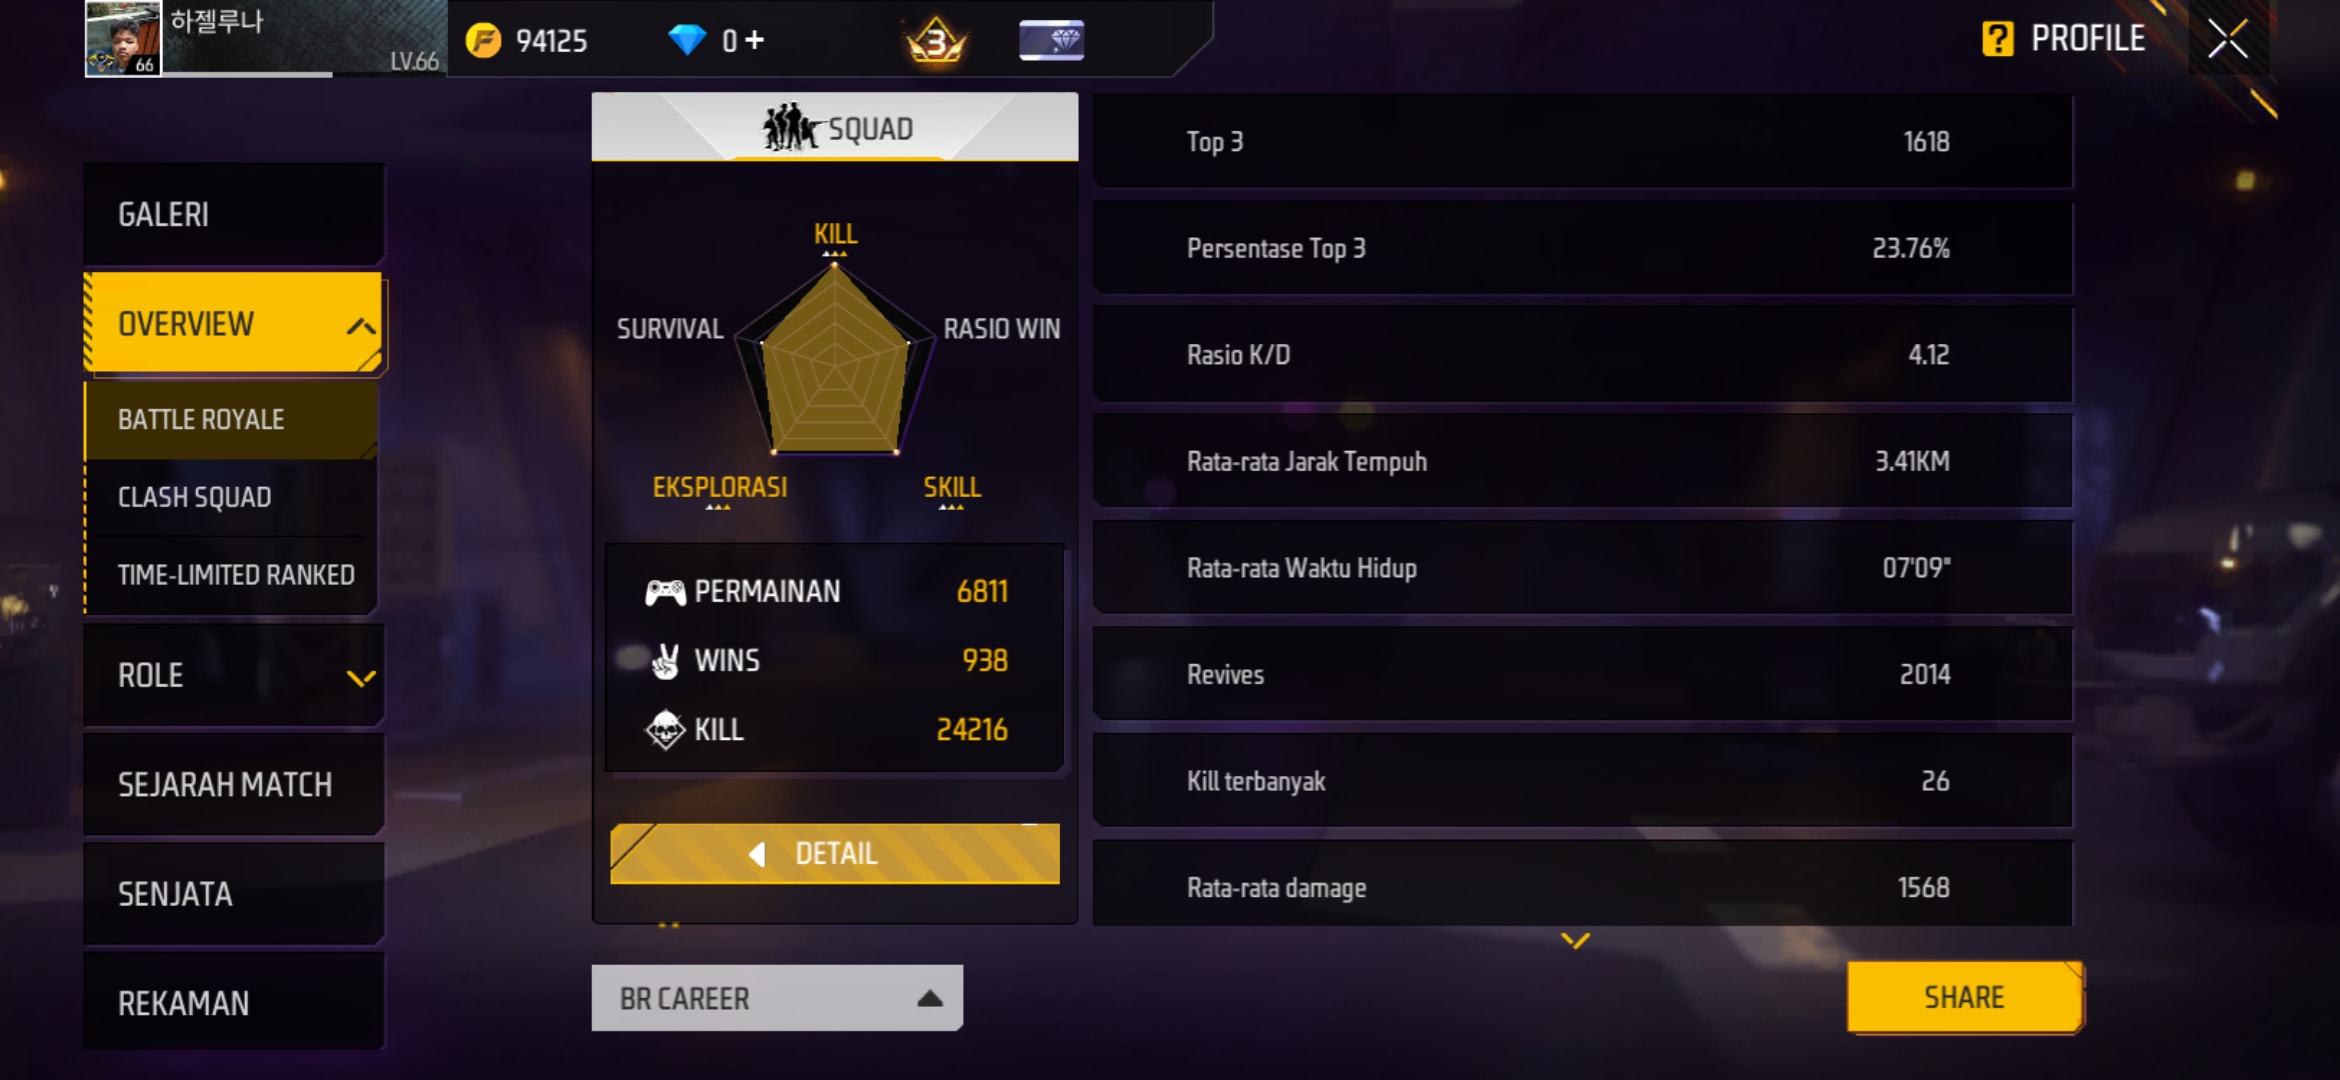 하젤루나
66
LV.66
94125
0 +
3
? PROFILE
GALERI
OVERVIEW
BATTLE ROYALE
CLASH SQUAD
TIME-LIMITED RANKED
ROLE
SEJARAH MATCH
SENJATA
REKAMAN
SQUAD
KILL
SURVIVAL
RASIO WIN
EKSPLORASI
SKILL
PERMAINAN 6811
WINS 938
KILL 24216
DETAIL
BR CAREER
Top 3 1618
Persentase Top 3 23.76%
Rasio K/D 4.12
Rata-rata Jarak Tempuh 3.41KM
Rata-rata Waktu Hidup 07'09"
Revives 2014
Kill terbanyak 26
Rata-rata damage 1568
SHARE